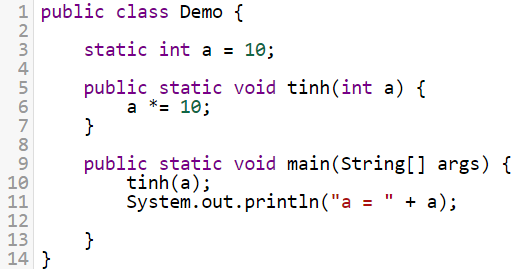 1 public class Demo {
2
3     static int a = 10;
4
5     public static void tinh(int a) {
6         a *= 10;
7     }
8
9     public static void main(String[] args) {
10         tinh(a);
11         System.out.println("a = " + a);
12
13     }
14 }